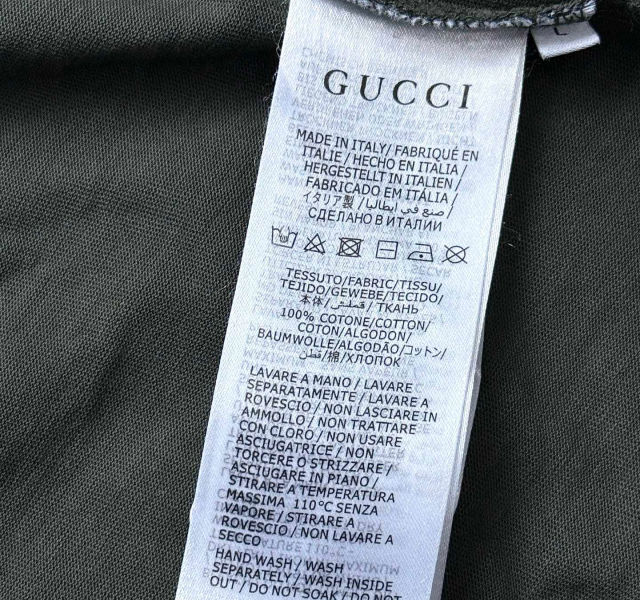 L
GUCCI
MADE IN ITALY/ FABRIQUÉ EN
ITALIE / HECHO EN ITALIA /
HERGESTELLT IN ITALIEN /
FABRICADO EM ITÁLIA /
イタリア製 / صنع في ايطاليا /
СДЕЛАНО В ИТАЛИИ
TESSUTO/FABRIC/TISSU/
TEJIDO/GEWEBE/TECIDO/
本体/ قماش / ТКАНЬ
100% COTONE/COTTON/
COTON/ALGODON/
BAUMWOLLE/ALGODÃO/コットン/
قطن/棉/ХЛОПОК
LAVARE A MANO / LAVARE
SEPARATAMENTE / LAVARE A
ROVESCIO / NON LASCIARE IN
AMMOLLO / NON TRATTARE
CON CLORO / NON USARE
ASCIUGATRICE / NON
TORCERE O STRIZZARE /
ASCIUGARE IN PIANO /
STIRARE A TEMPERATURA
MASSIMA 110°C SENZA
VAPORE / STIRARE A
ROVESCIO / NON LAVARE A
SECCO
HAND WASH / WASH
SEPARATELY / WASH INSIDE
OUT / DO NOT SOAK / DO NOT